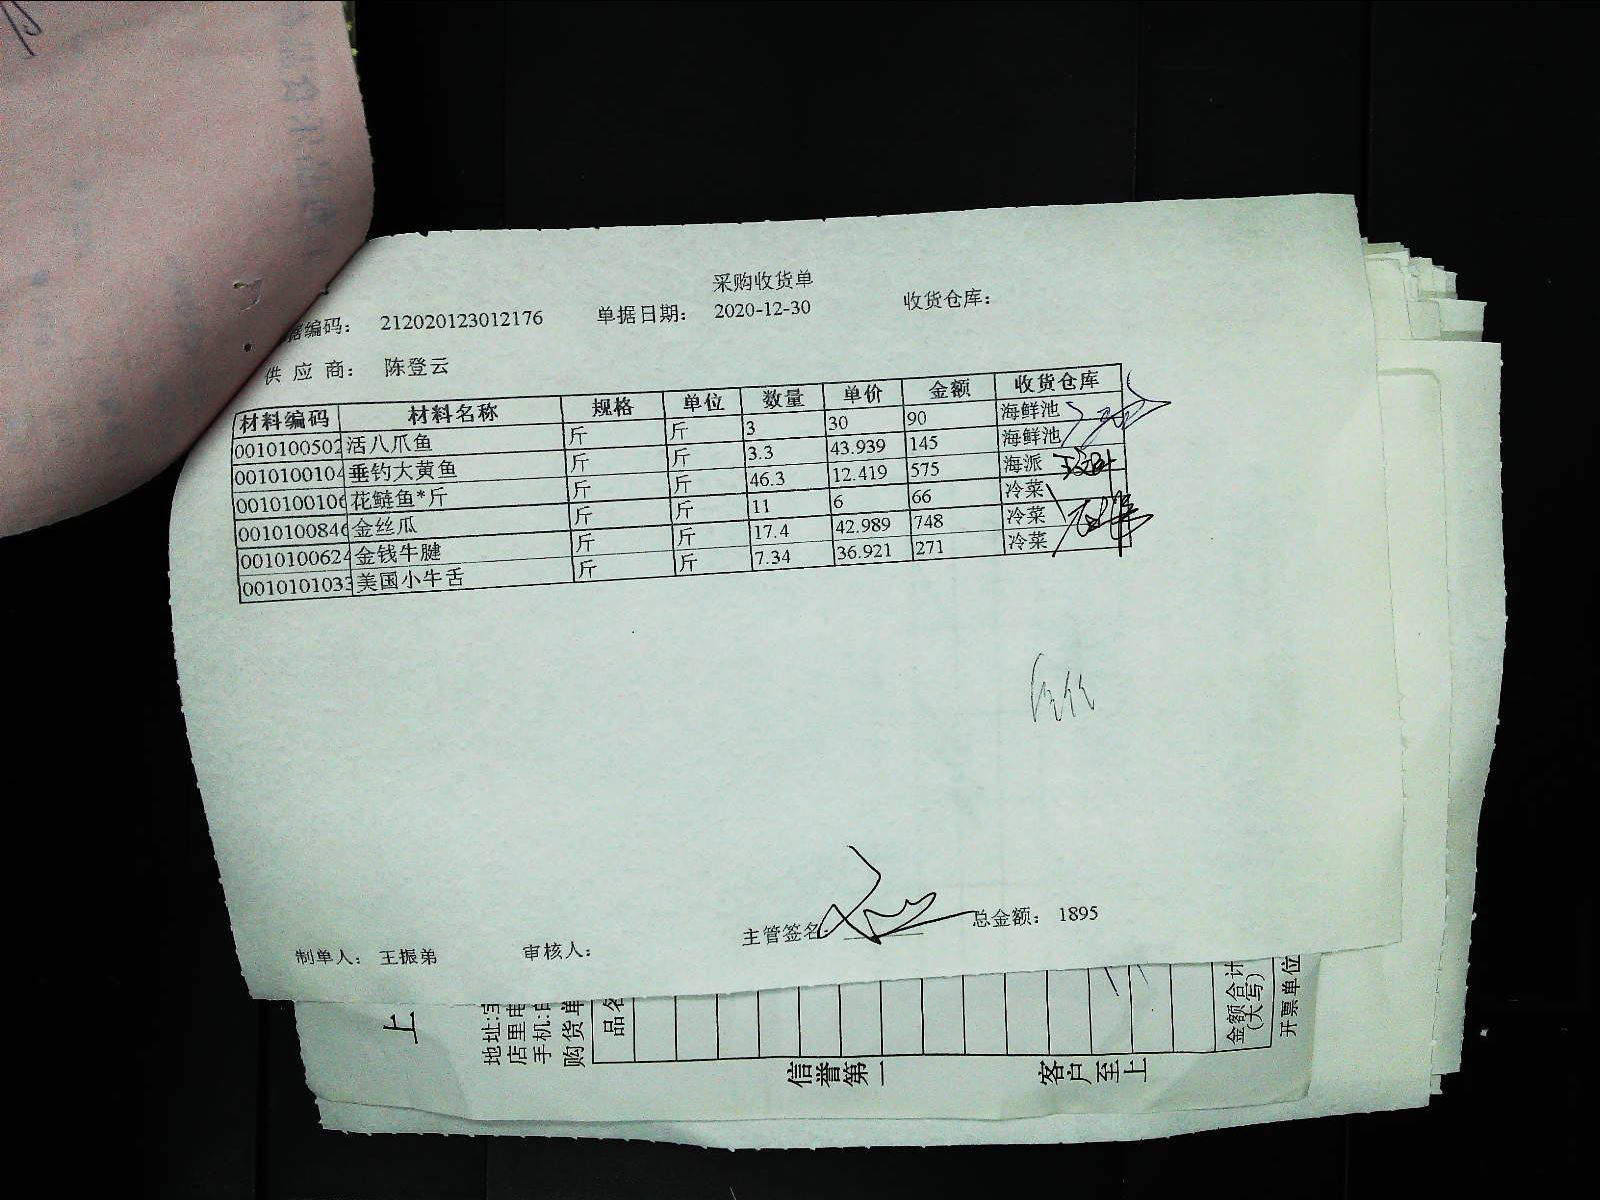 采购收货单
据编码： 212020123012176 单据日期： 2020-12-30 收货仓库：
供 应 商： 陈登云
材料编码 材料名称 规格 单位 数量 单价 金额 收货仓库
0010100502 活八爪鱼 斤 斤 3 30 90 海鲜池
0010100104 垂钓大黄鱼 斤 斤 3.3 43.939 145 海鲜池
0010100106 花鲢鱼*斤 斤 斤 46.3 12.419 575 海派
0010100846 金丝瓜 斤 斤 11 6 66 冷菜
0010100624 金钱牛腱 斤 斤 17.4 42.989 748 冷菜
0010101033 美国小牛舌 斤 斤 7.34 36.921 271 冷菜
制单人： 王振弟 审核人： 主管签名： 总金额： 1895
上
地址:
店里电
手机:
购货单
品名
金额合计
(大写)
开票单位
信誉第一 客户至上